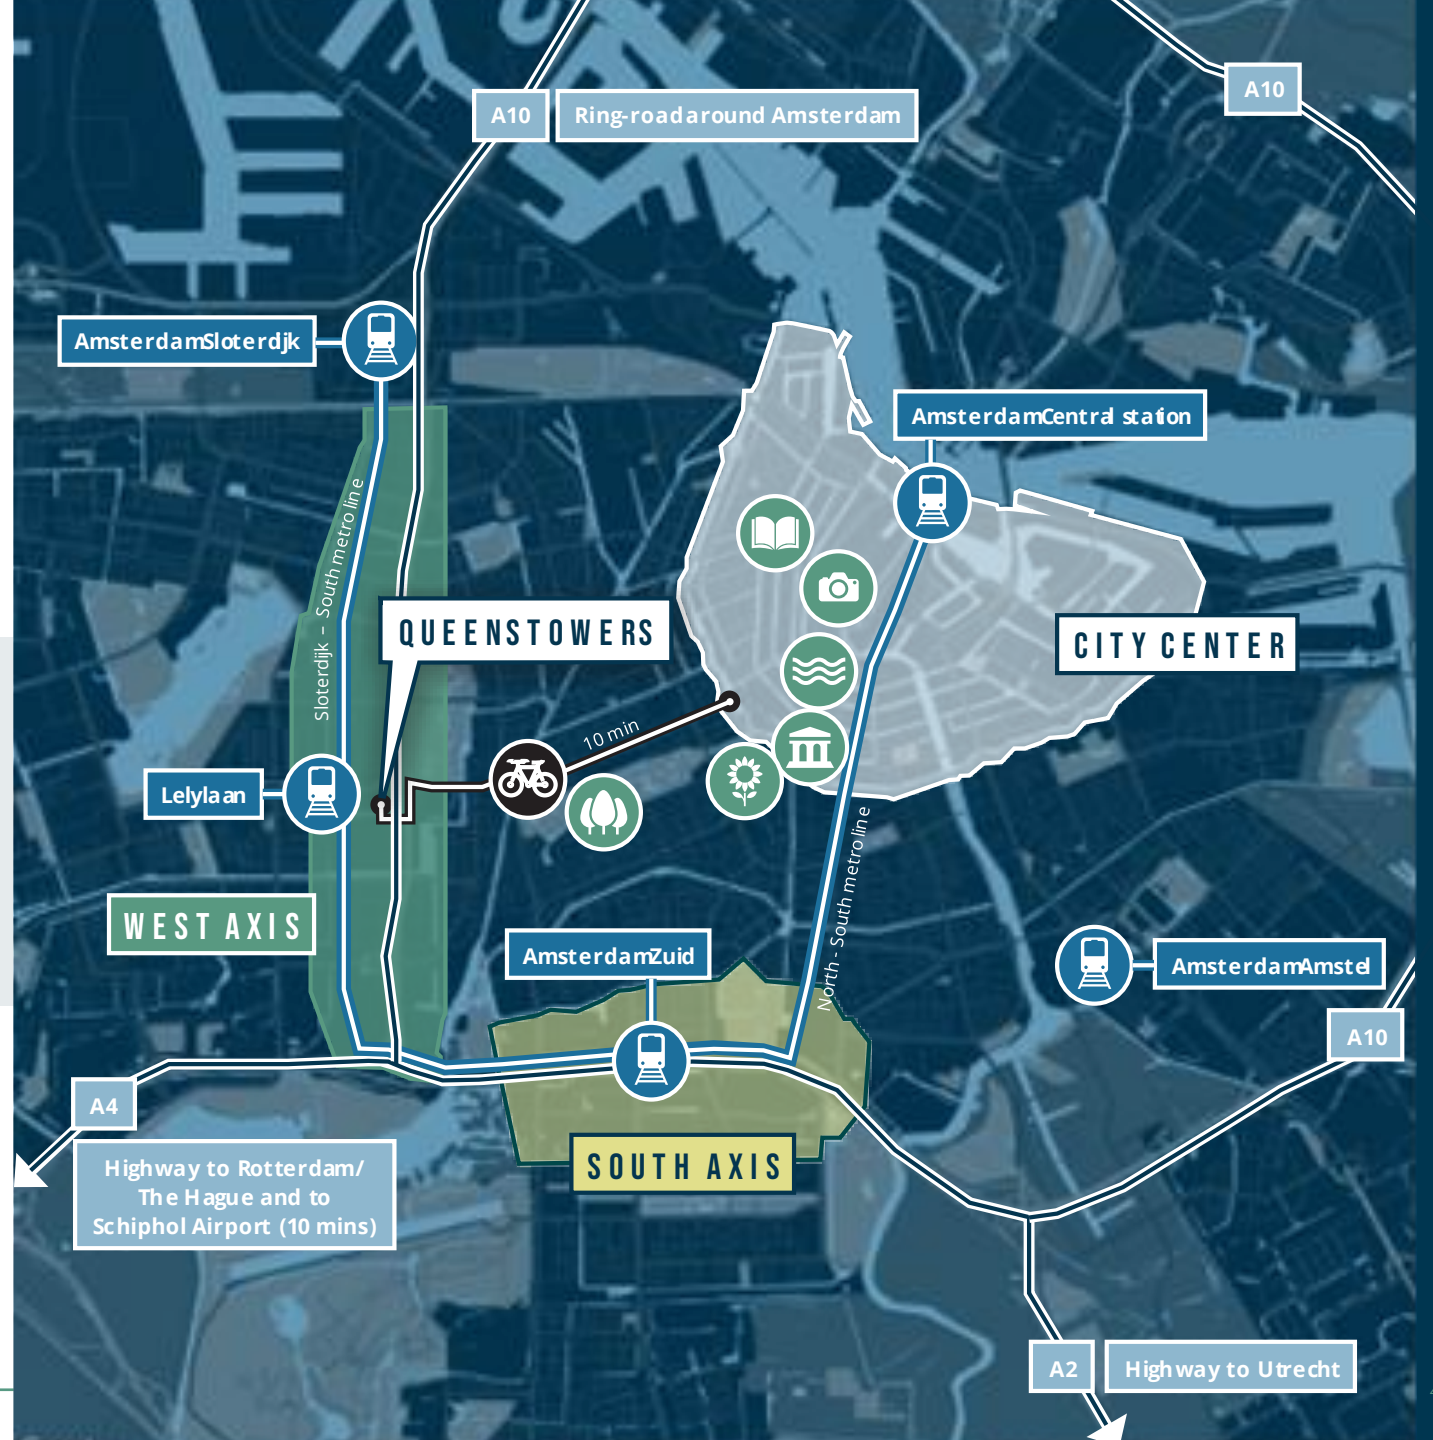 A10
Ring-road around Amsterdam
A10
Amsterdam Sloterdijk
Amsterdam Central station
Sloterdijk – South metro line
QUEENSTOWERS
CITY CENTER
10 min
Lelylaan
North - South metro line
WEST AXIS
Amsterdam Zuid
Amsterdam Amstel
A10
A4
Highway to Rotterdam/
The Hague and to
Schiphol Airport (10 mins)
SOUTH AXIS
A2
Highway to Utrecht